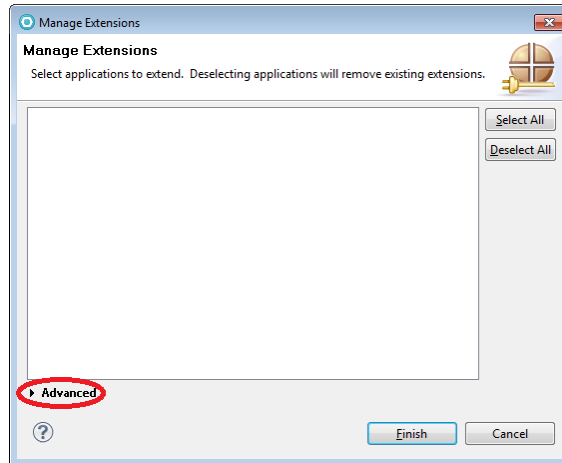 Manage Extensions
Manage Extensions
Select applications to extend. Deselecting applications will remove existing extensions.
Select All
Deselect All
Advanced
?
Finish
Cancel